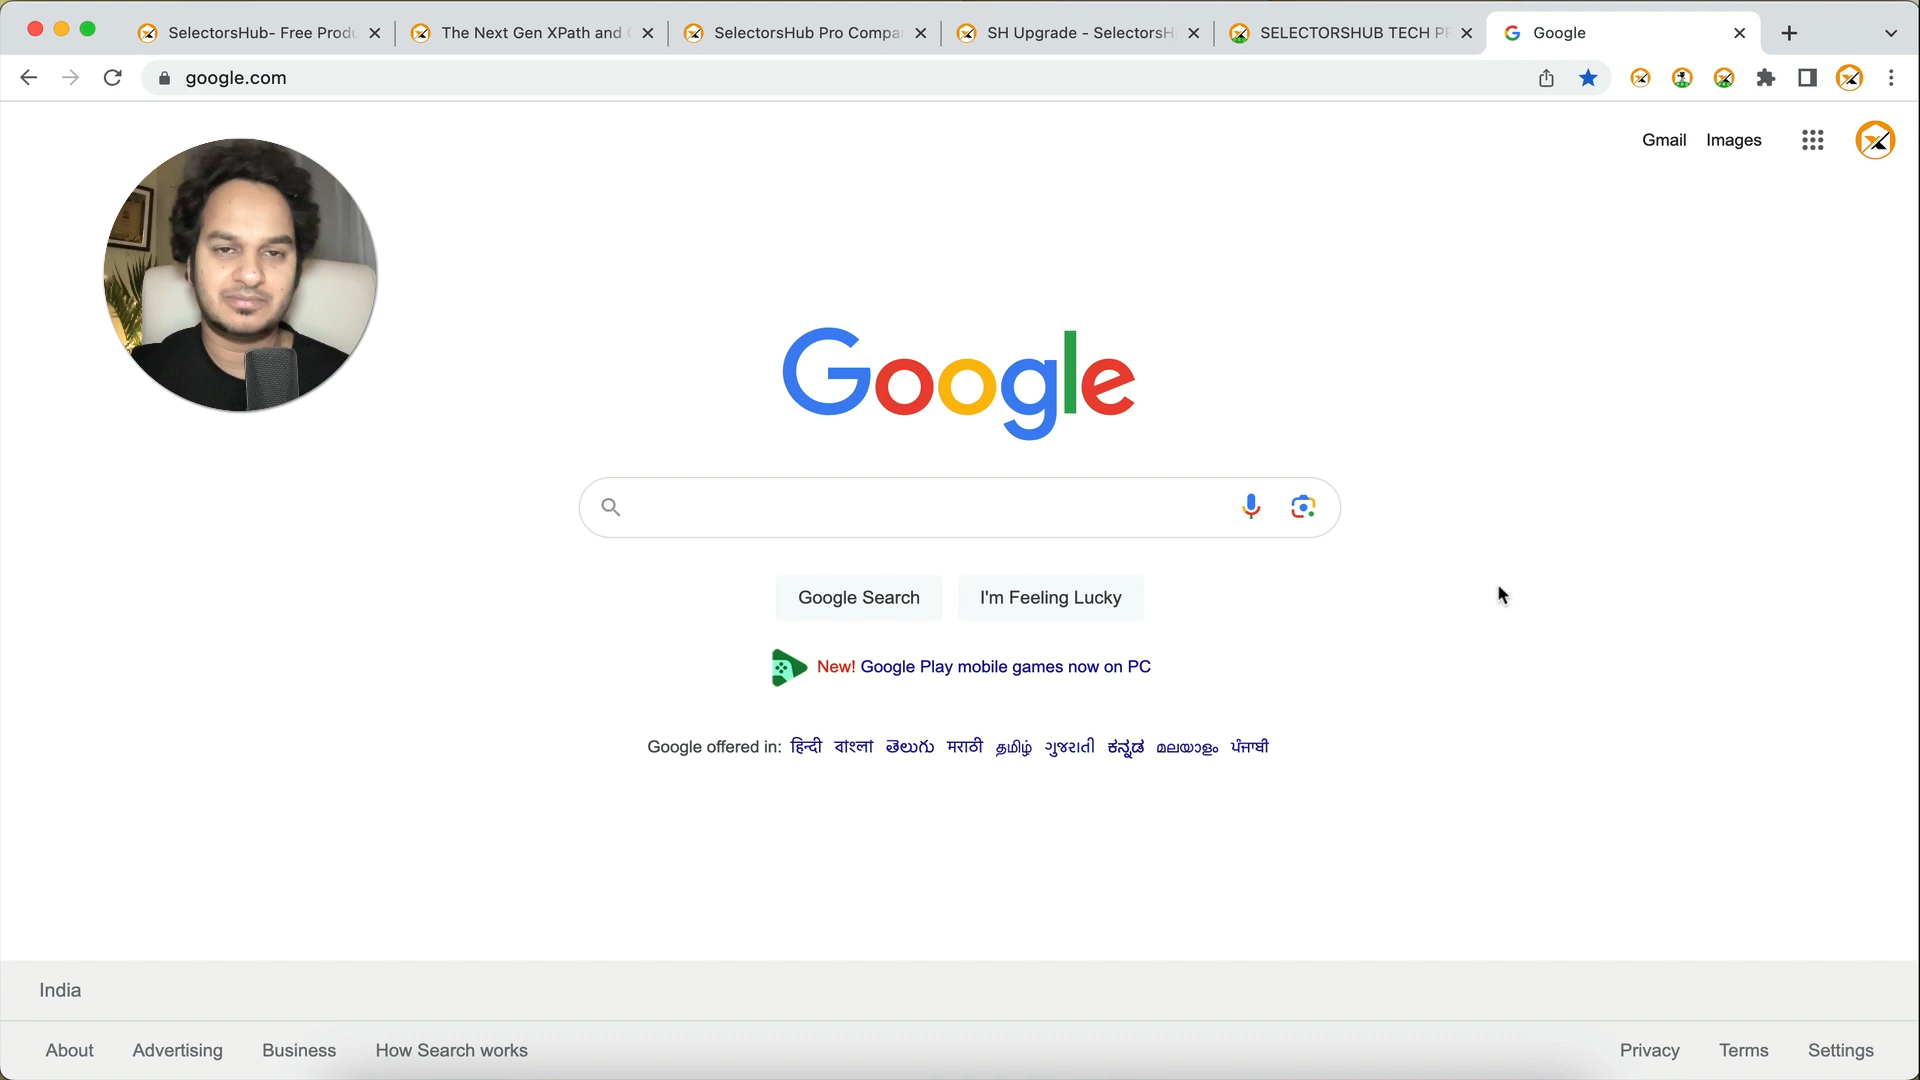 SelectorsHub- Free Produ
The Next Gen XPath and
SelectorsHub Pro Compa
SH Upgrade - SelectorsH
SELECTORSHUB TECH PR
Google
google.com
Gmail Images
Google
Google Search
I'm Feeling Lucky
New! Google Play mobile games now on PC
Google offered in: हिन्दी বাংলা తెలుగు मराठी தமிழ் ગુજરાતી ಕನ್ನಡ മലയാളം ਪੰਜਾਬੀ
India
About Advertising Business How Search works Privacy Terms Settings